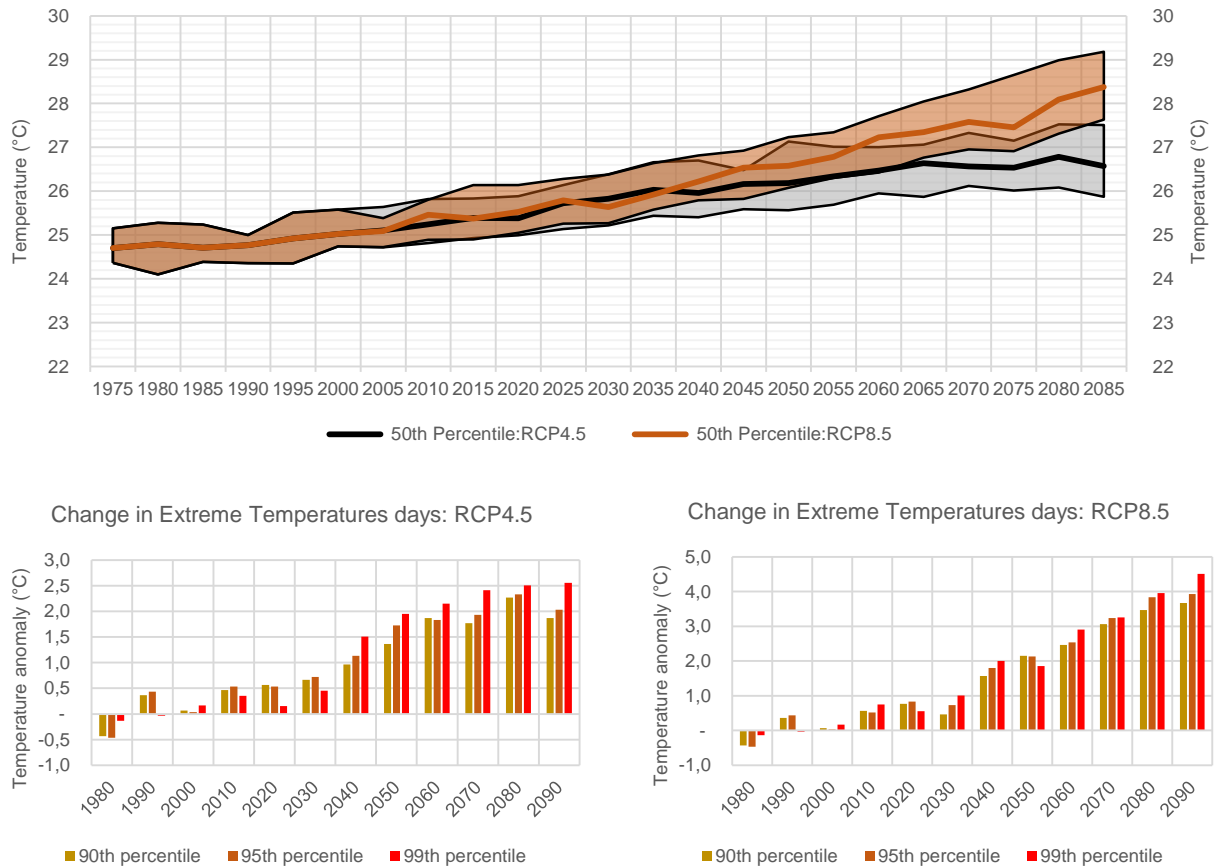 30 30
29 29
28 28
27 27
26 26
25 25
24 24
23 23
22 22
Temperature (°C)
Temperature (°C)
1975 1980 1985 1990 1995 2000 2005 2010 2015 2020 2025 2030 2035 2040 2045 2050 2055 2060 2065 2070 2075 2080 2085
50th Percentile:RCP4.5 50th Percentile:RCP8.5
Change in Extreme Temperatures days: RCP4.5
Temperature anomaly (°C)
3,0
2,5
2,0
1,5
1,0
0,5
-
-0,5
-1,0
1980 1990 2000 2010 2020 2030 2040 2050 2060 2070 2080 2090
90th percentile 95th percentile 99th percentile
Change in Extreme Temperatures days: RCP8.5
Temperature anomaly (°C)
5,0
4,0
3,0
2,0
1,0
-
-1,0
1980 1990 2000 2010 2020 2030 2040 2050 2060 2070 2080 2090
90th percentile 95th percentile 99th percentile